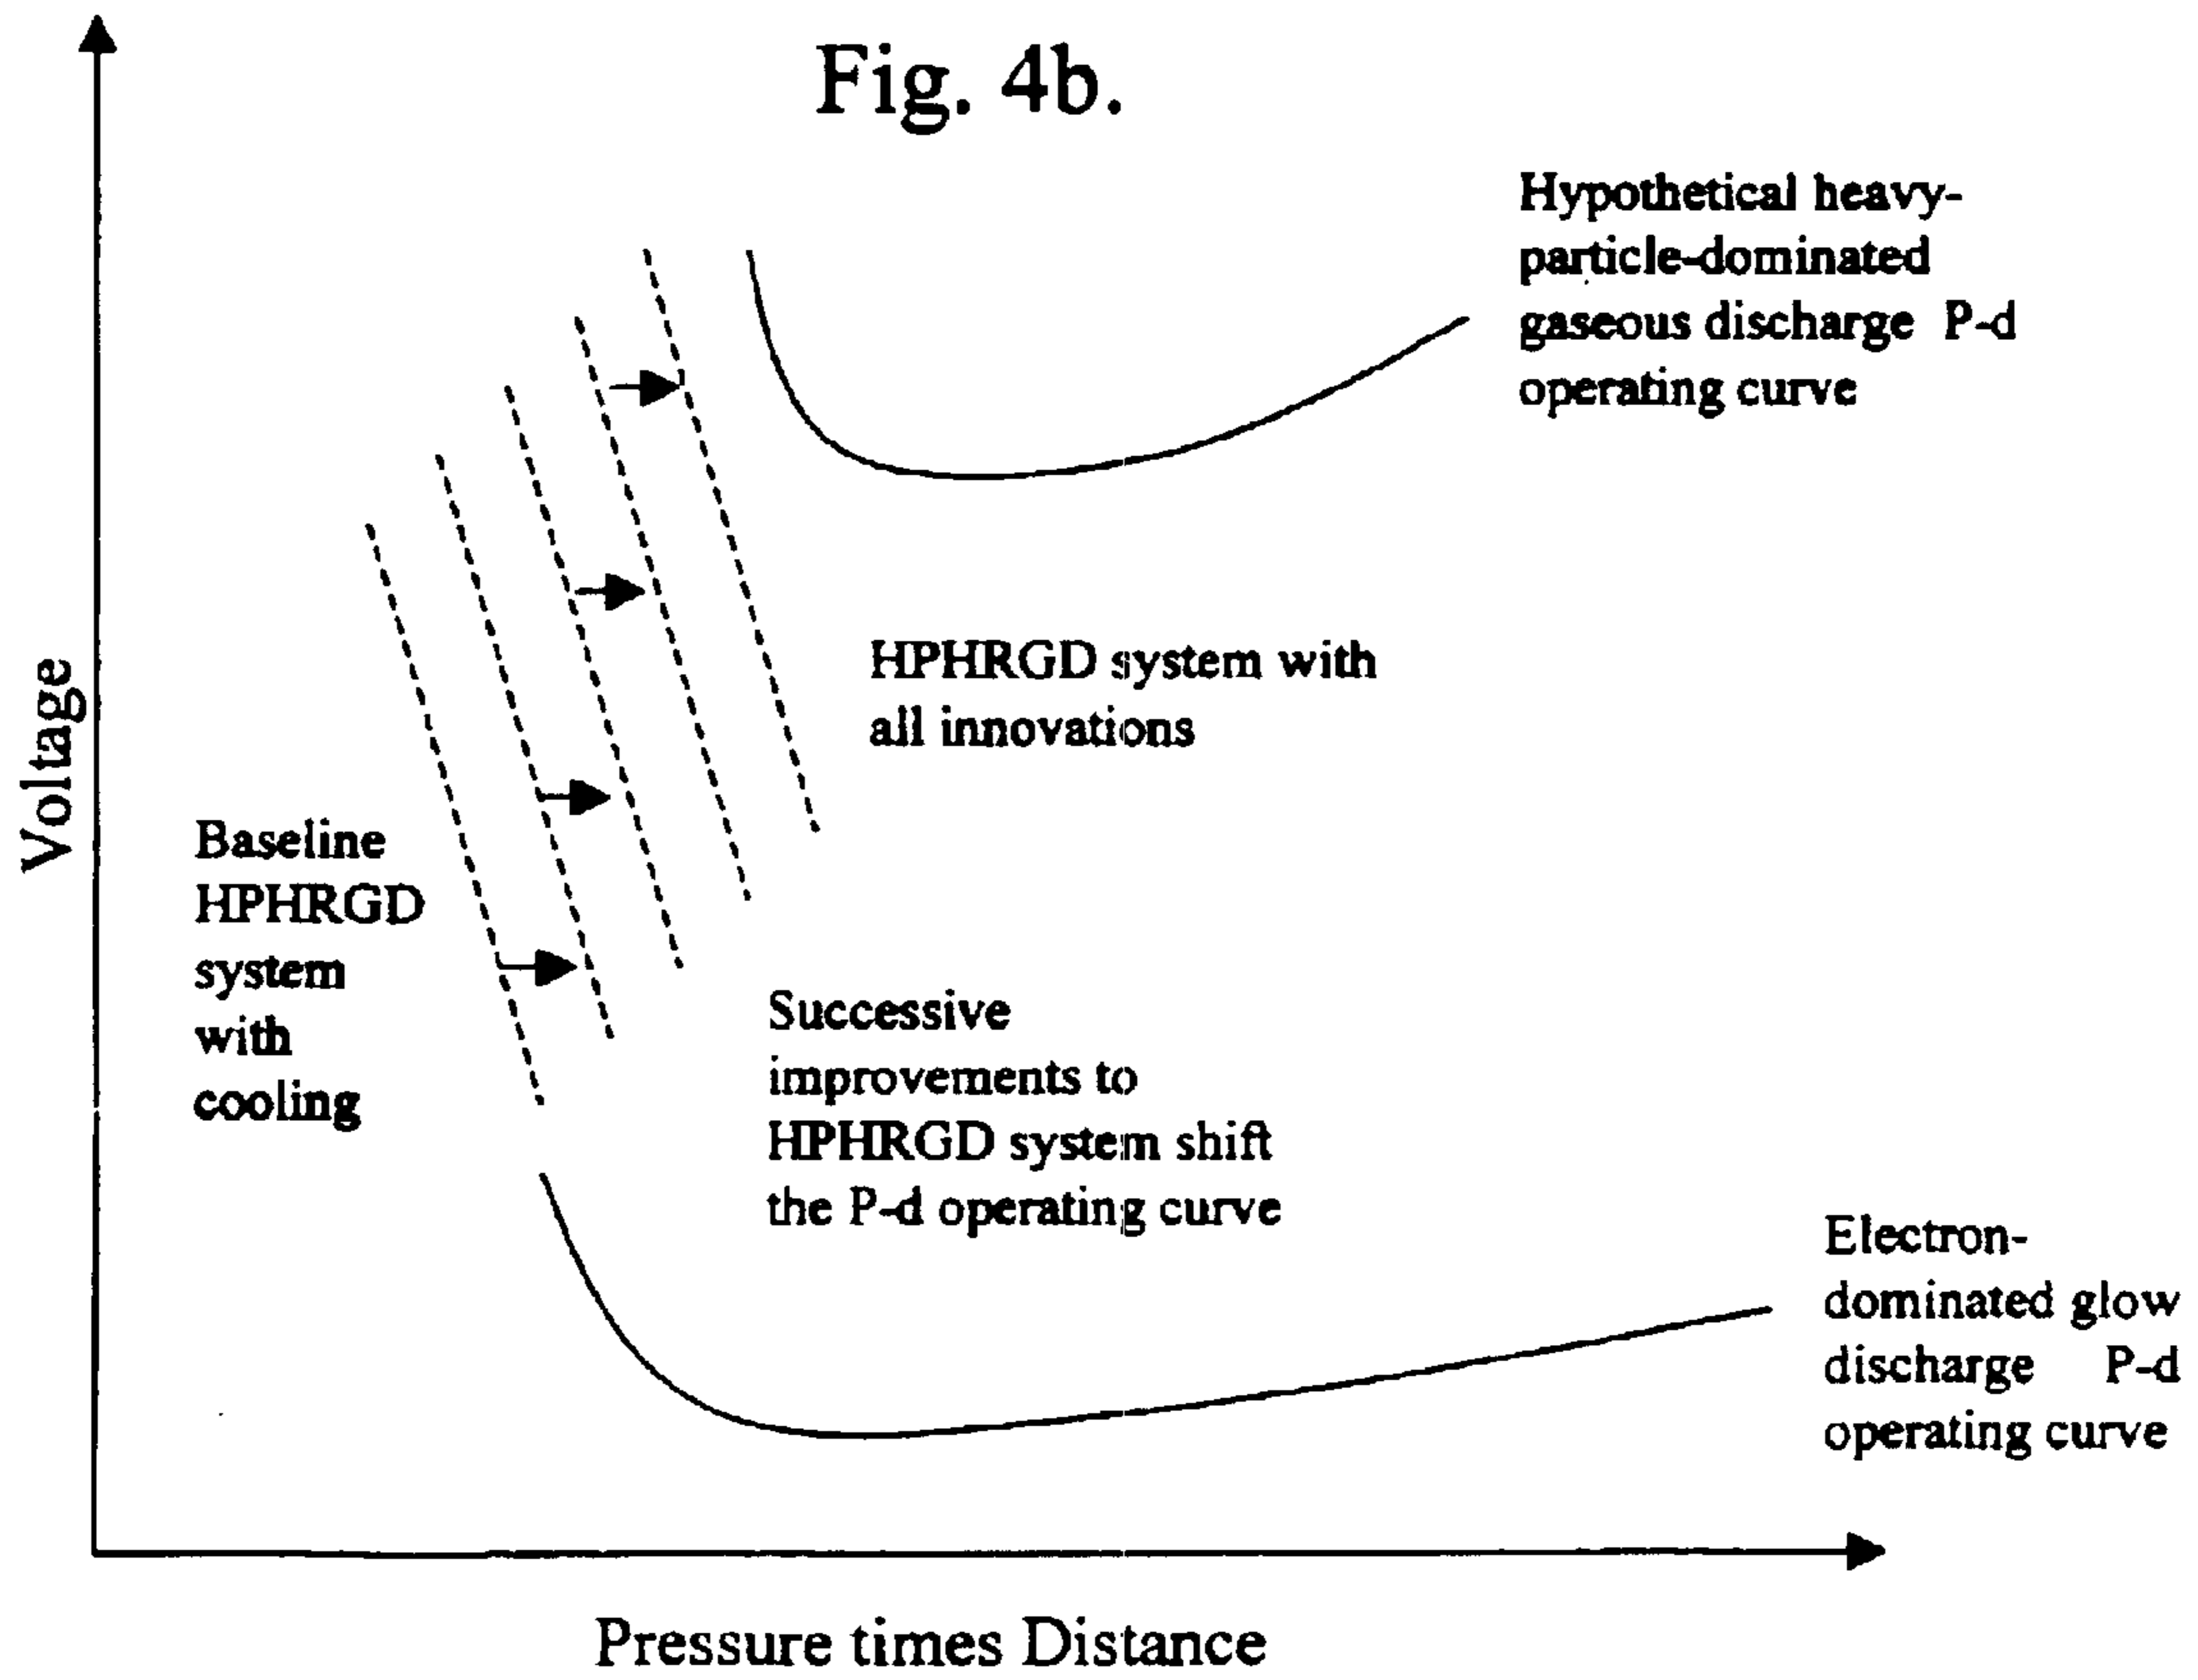 Fig. 4b.
Hypothetical heavy-
particle-dominated
gaseous discharge P-d
operating curve
HPHRGD system with
all innovations
Voltage
Baseline
HPHRGD
system
with
cooling
Successive
improvements to
HPHRGD system shift
the P-d operating curve
Electron-
dominated glow
discharge P-d
operating curve
Pressure times Distance